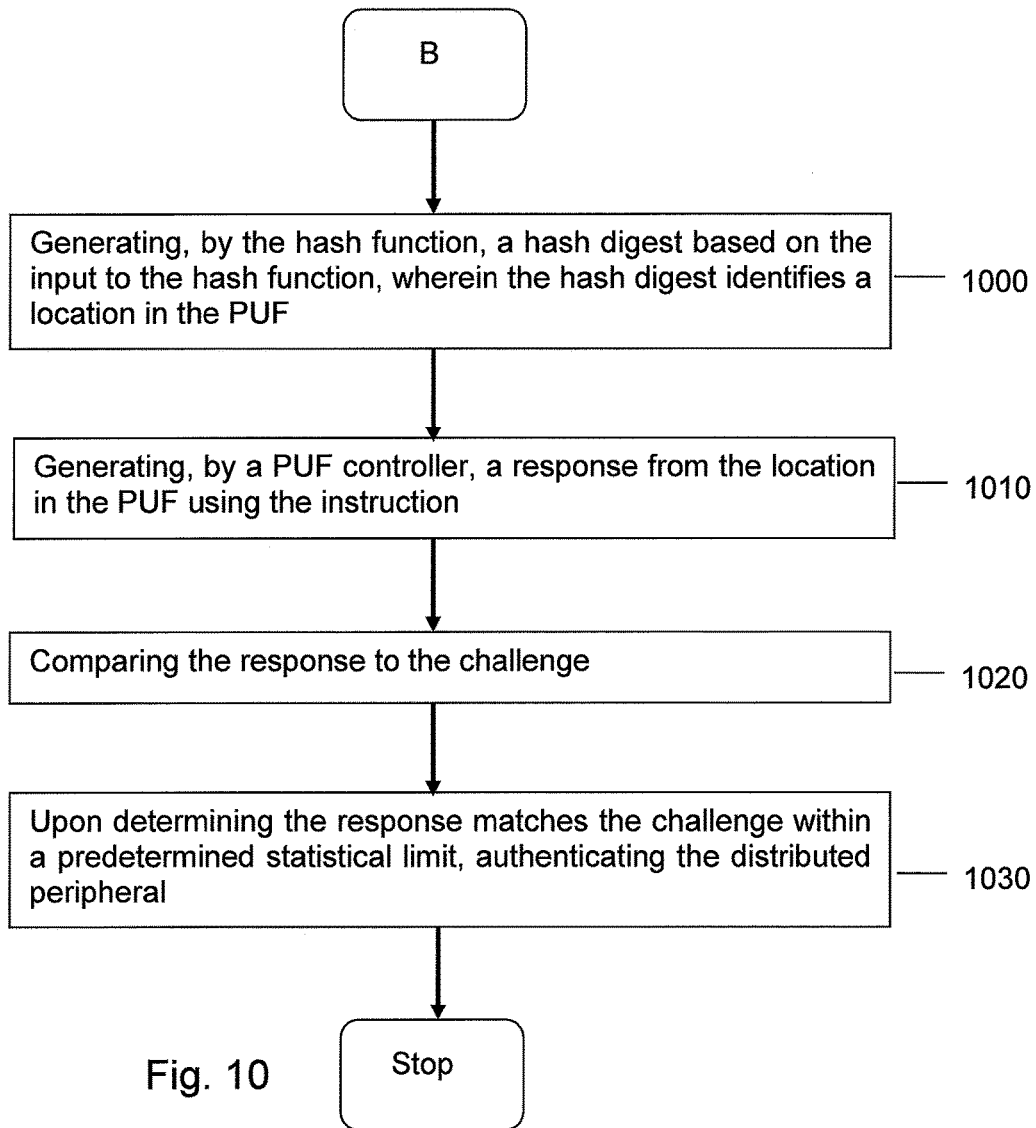 B
Generating, by the hash function, a hash digest based on the
input to the hash function, wherein the hash digest identifies a
location in the PUF
1000
Generating, by a PUF controller, a response from the location
in the PUF using the instruction
1010
Comparing the response to the challenge
1020
Upon determining the response matches the challenge within
a predetermined statistical limit, authenticating the distributed
peripheral
1030
Stop
Fig. 10